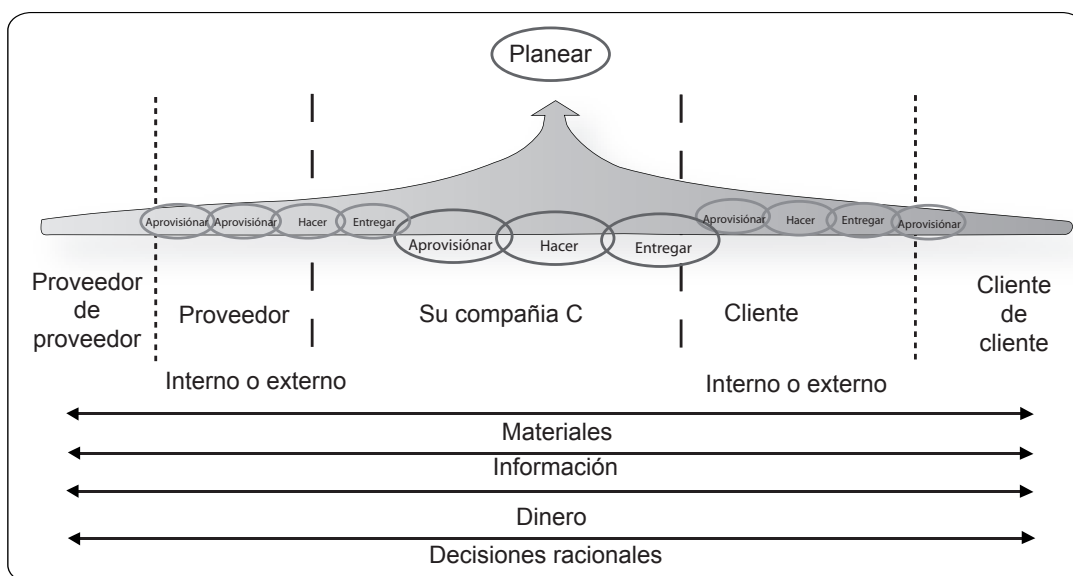 Planear
Aprovisiónar
Aprovisiónar
Hacer
Entregar
Aprovisiónar
Hacer
Entregar
Aprovisiónar
Hacer
Entregar
Aprovisiónar
Proveedor
de
proveedor
Proveedor
Su compañia C
Cliente
Cliente
de
cliente
Interno o externo
Interno o externo
Materiales
Información
Dinero
Decisiones racionales